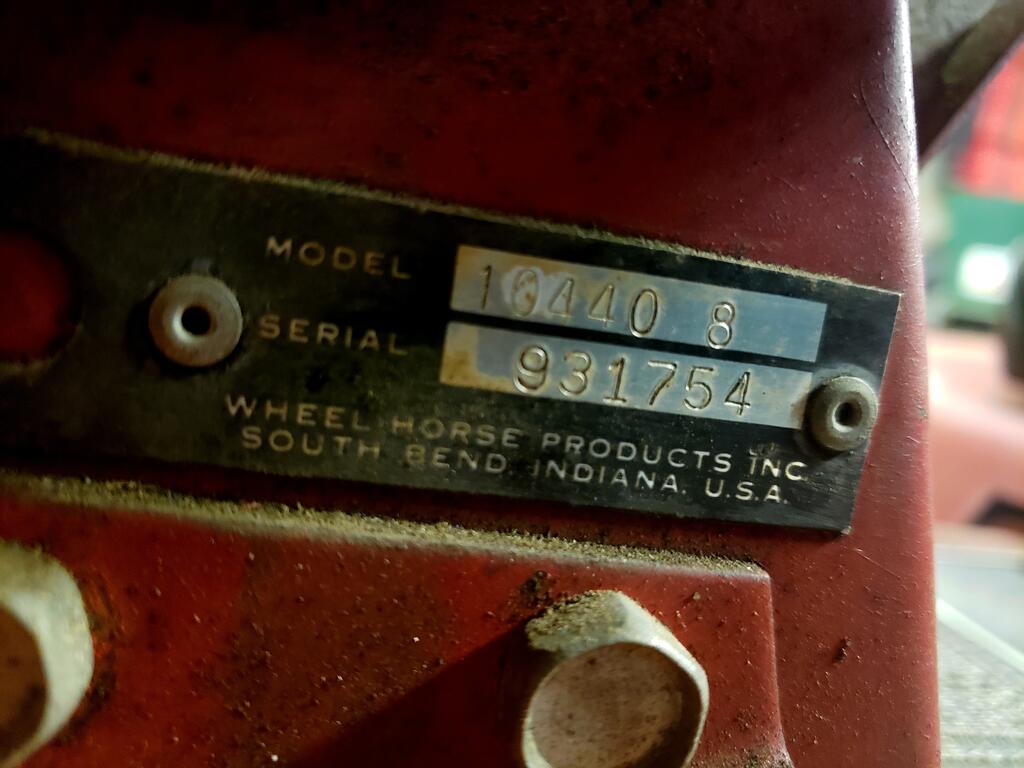 MODEL 10440 8
SERIAL 931754
WHEEL HORSE PRODUCTS INC
SOUTH BEND, INDIANA. U.S.A.